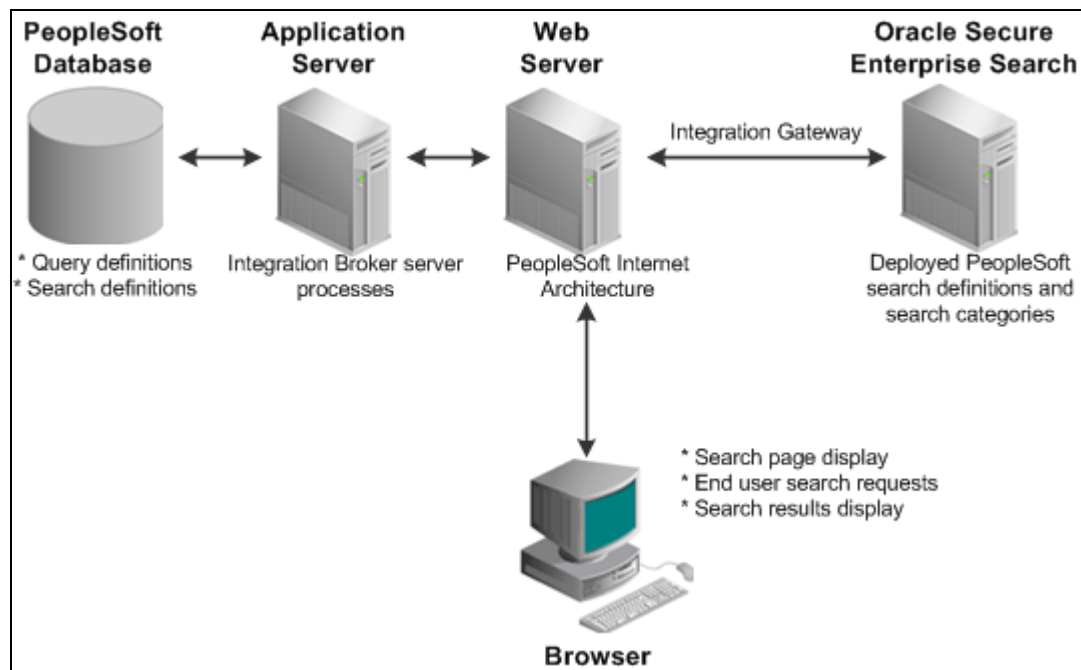 PeopleSoft
Database
Application
Server
Web
Server
Oracle Secure
Enterprise Search
Integration Gateway
* Query definitions
* Search definitions
Integration Broker server
processes
PeopleSoft Internet
Architecture
Deployed PeopleSoft
search definitions and
search categories
* Search page display
* End user search requests
* Search results display
Browser